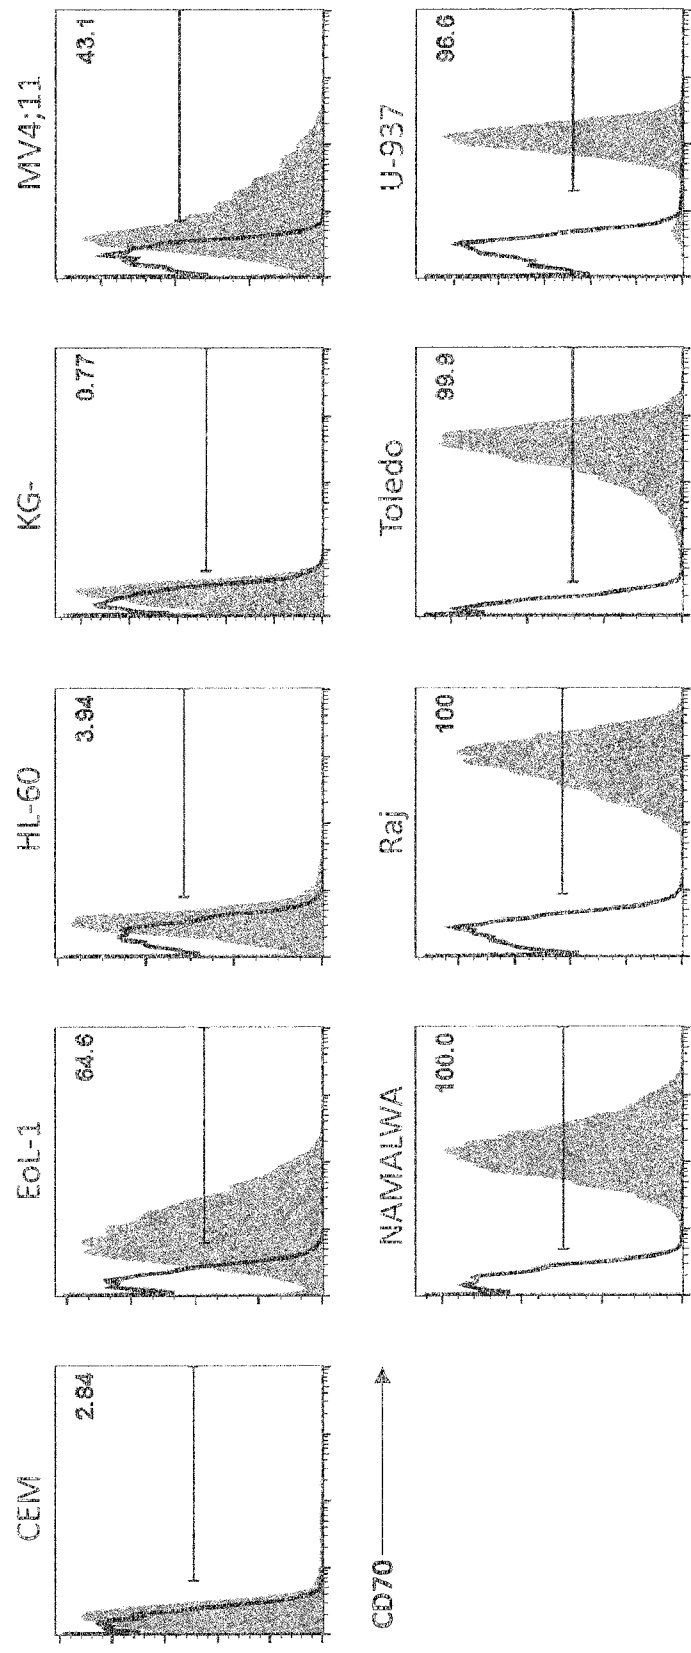 CEM
2.84
EoL-1
64.6
HL-60
3.94
KG-
0.77
MV4;11
43.1
CD70
NAMALWA
100.0
Raj
100
Toledo
99.9
U-937
96.6